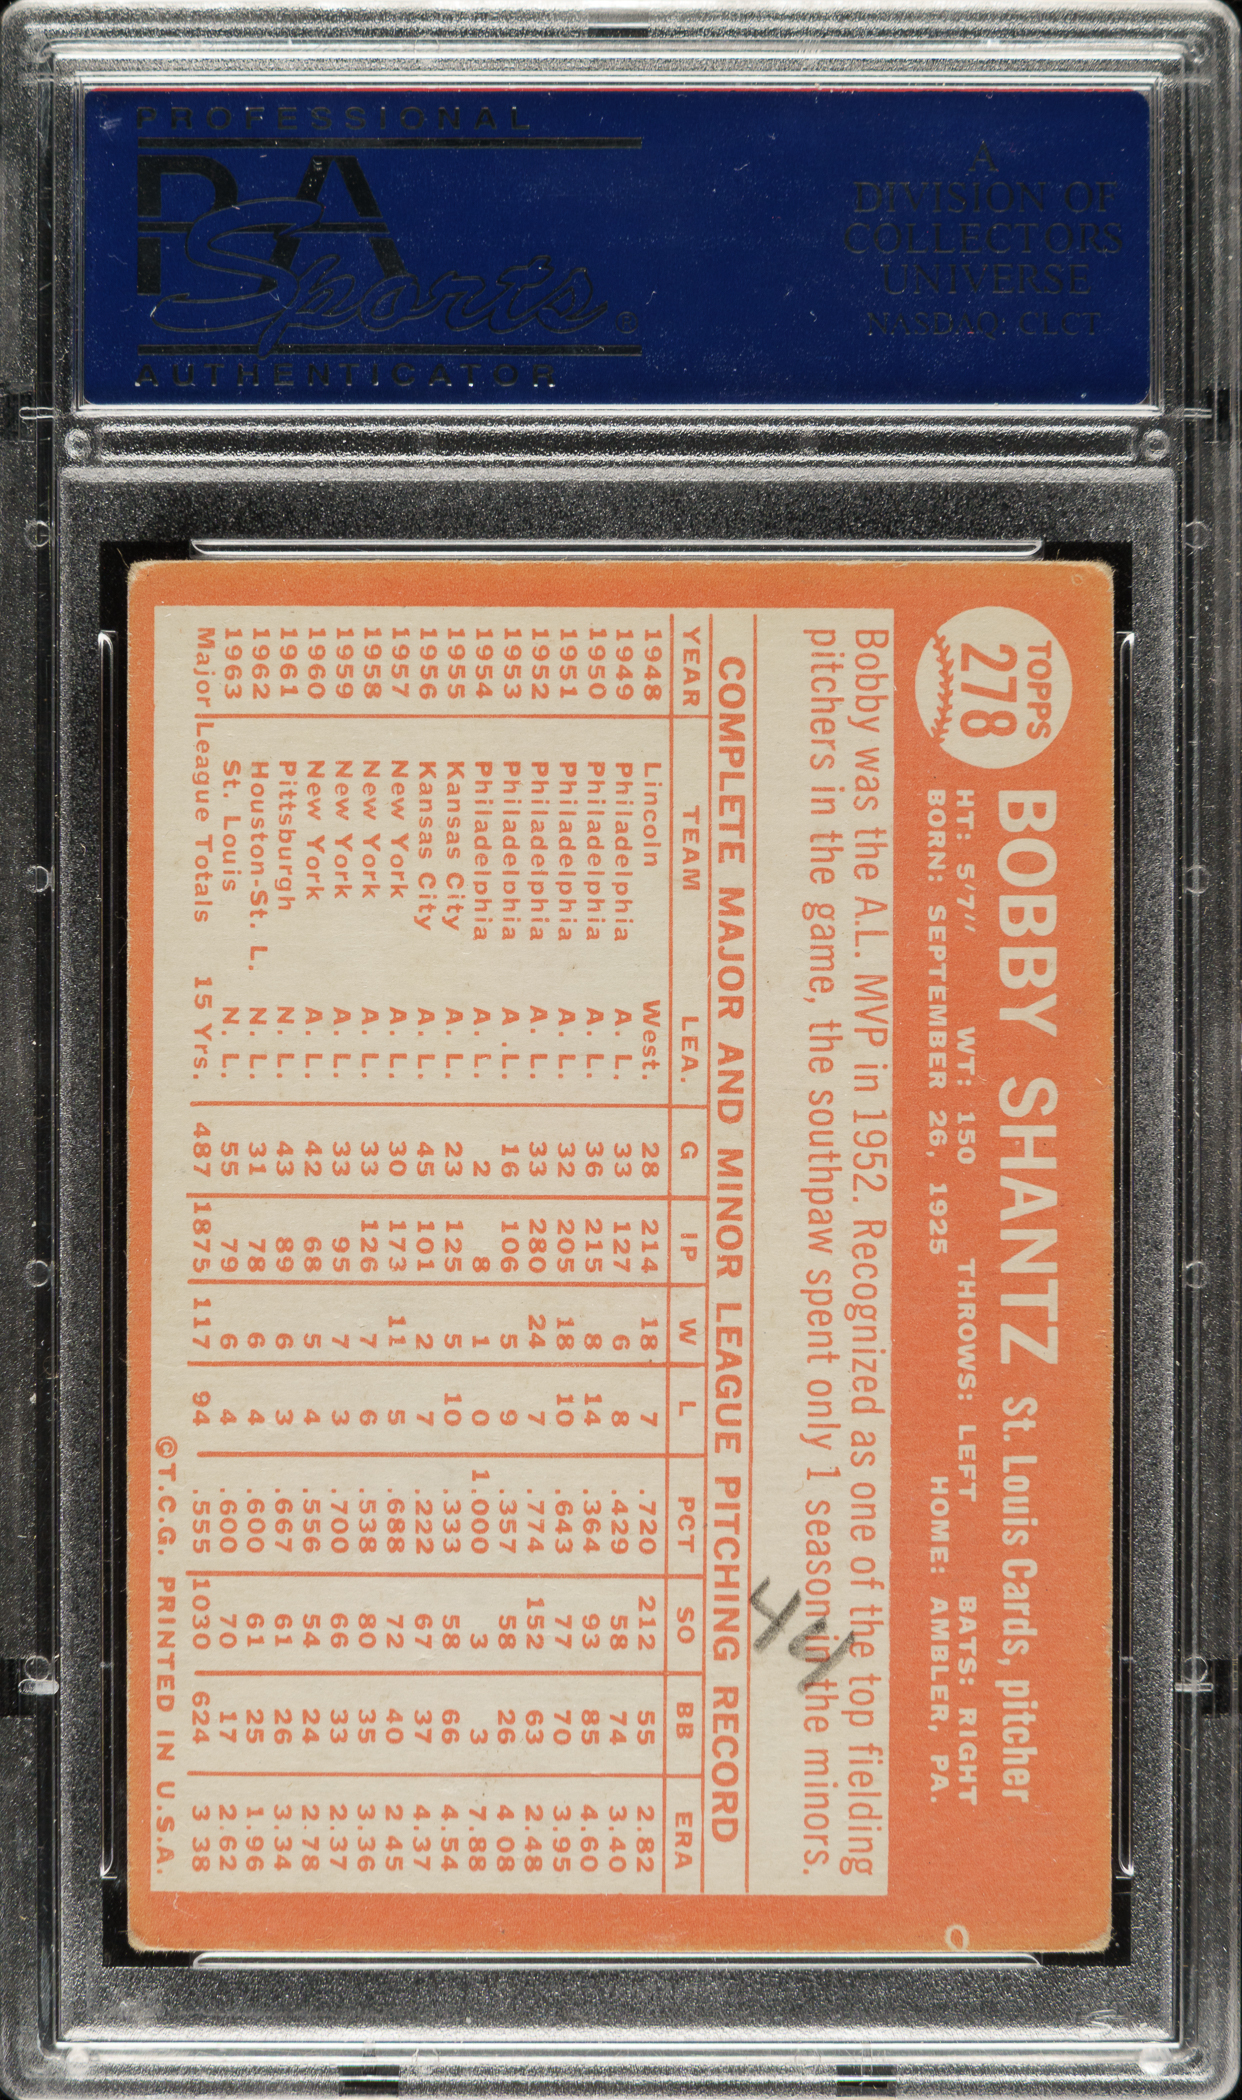 PROFESSIONAL
PSA
Sports ®
AUTHENTICATOR
A
DIVISION OF
COLLECTORS
UNIVERSE
NASDAQ: CLCT
TOPPS
278
BOBBY SHANTZ St. Louis Cards, pitcher
HT: 5'7" WT: 150 THROWS: LEFT BATS: RIGHT
BORN: SEPTEMBER 26, 1925 HOME: AMBLER, PA.
Bobby was the A.L. MVP in 1952. Recognized as one of the top fielding
pitchers in the game, the southpaw spent only 1 season in the minors.
44
COMPLETE MAJOR AND MINOR LEAGUE PITCHING RECORD
YEAR TEAM LEA. G IP W L PCT SO BB ERA
1948 Lincoln West. 28 214 18 7 .720 212 55 2.82
1949 Philadelphia A. L. 33 127 6 8 .429 58 74 3.40
1950 Philadelphia A. L. 36 215 8 14 .364 93 85 4.60
1951 Philadelphia A. L. 32 205 18 10 .643 77 70 3.95
1952 Philadelphia A. L. 33 280 24 7 .774 152 63 2.48
1953 Philadelphia A .L. 16 106 5 9 .357 58 26 4.08
1954 Philadelphia A. L. 2 8 1 0 1.000 3 3 7.88
1955 Kansas City A. L. 23 125 5 10 .333 58 66 4.54
1956 Kansas City A. L. 45 101 2 7 .222 67 37 4.37
1957 New York A. L. 30 173 11 5 .688 72 40 2.45
1958 New York A. L. 33 126 7 6 .538 80 35 3.36
1959 New York A. L. 33 95 7 3 .700 66 33 2.37
1960 New York A. L. 42 68 5 4 .556 54 24 2.78
1961 Pittsburgh N. L. 43 89 6 3 .667 61 26 3.34
1962 Houston-St. L. N. L. 31 78 6 4 .600 61 25 1.96
1963 St. Louis N. L. 55 79 6 4 .600 70 17 2.62
Major League Totals 15 Yrs. 487 1875 117 94 .555 1030 624 3.38
©T.C.G. PRINTED IN U.S.A.